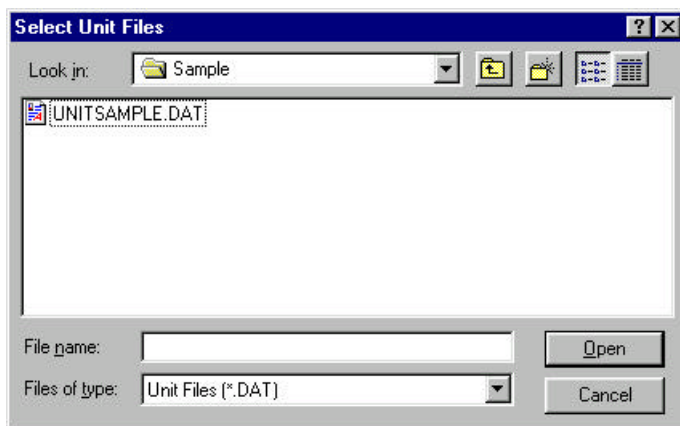 Select Unit Files
Look in: Sample
UNITSAMPLE.DAT
File name:
Open
Files of type: Unit Files (*.DAT)
Cancel